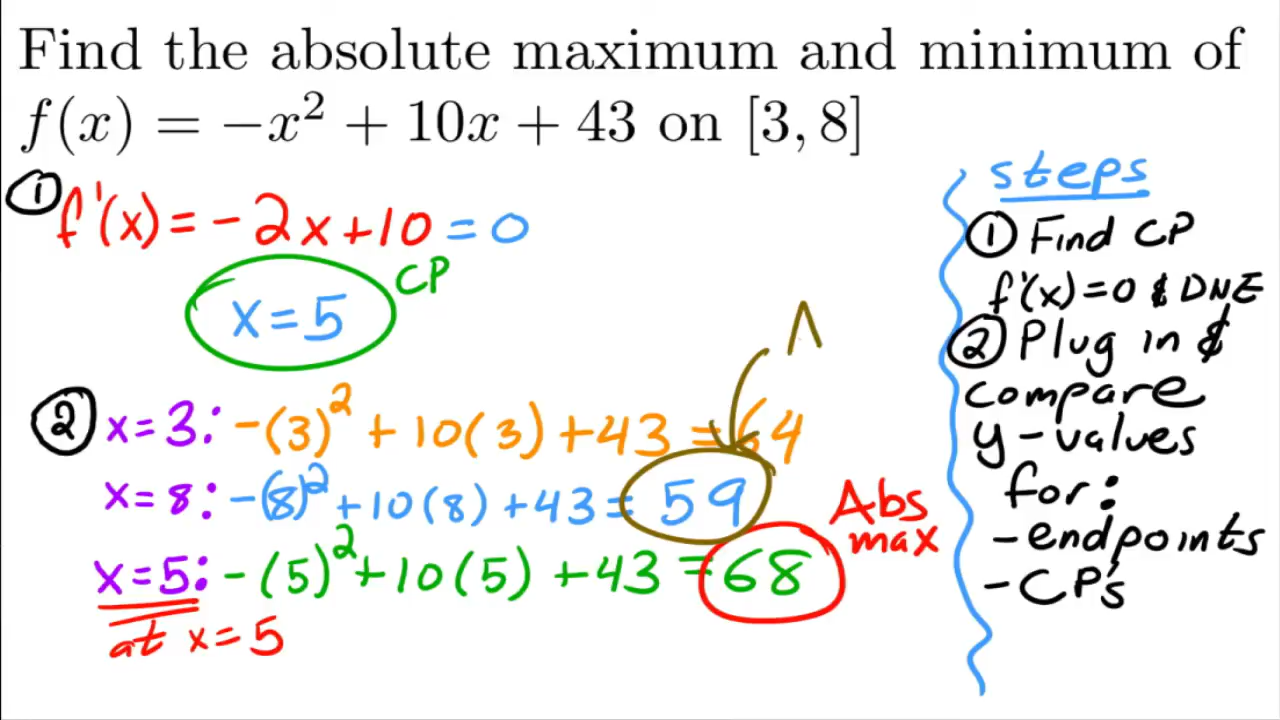 Find the absolute maximum and minimum of
f(x) = −x² + 10x + 43 on [3, 8]
① f'(x) = -2x+10 = 0
x=5 CP
② x=3: -(3)² + 10(3) + 43 = 64
x=8: -(8)² + 10(8) + 43 = 59
x=5: -(5)² + 10(5) + 43 = 68
Abs
max
at x=5
steps
① Find CP
f'(x)=0 & DNE
② Plug in &
compare
y-values
for:
- endpoints
- CP's